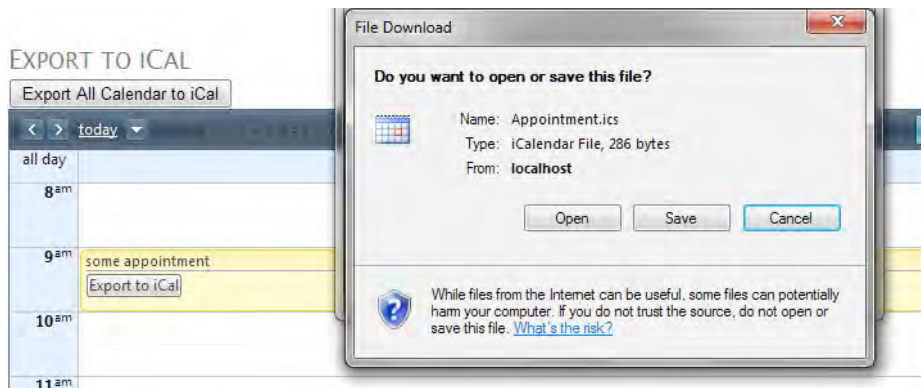 EXPORT TO ICAL
Export All Calendar to iCal
< > today
all day
8am
9am
some appointment
Export to iCal
10am
11am
File Download
Do you want to open or save this file?
Name: Appointment.ics
Type: iCalendar File, 286 bytes
From: localhost
Open Save Cancel
While files from the Internet can be useful, some files can potentially
harm your computer. If you do not trust the source, do not open or
save this file. What's the risk?